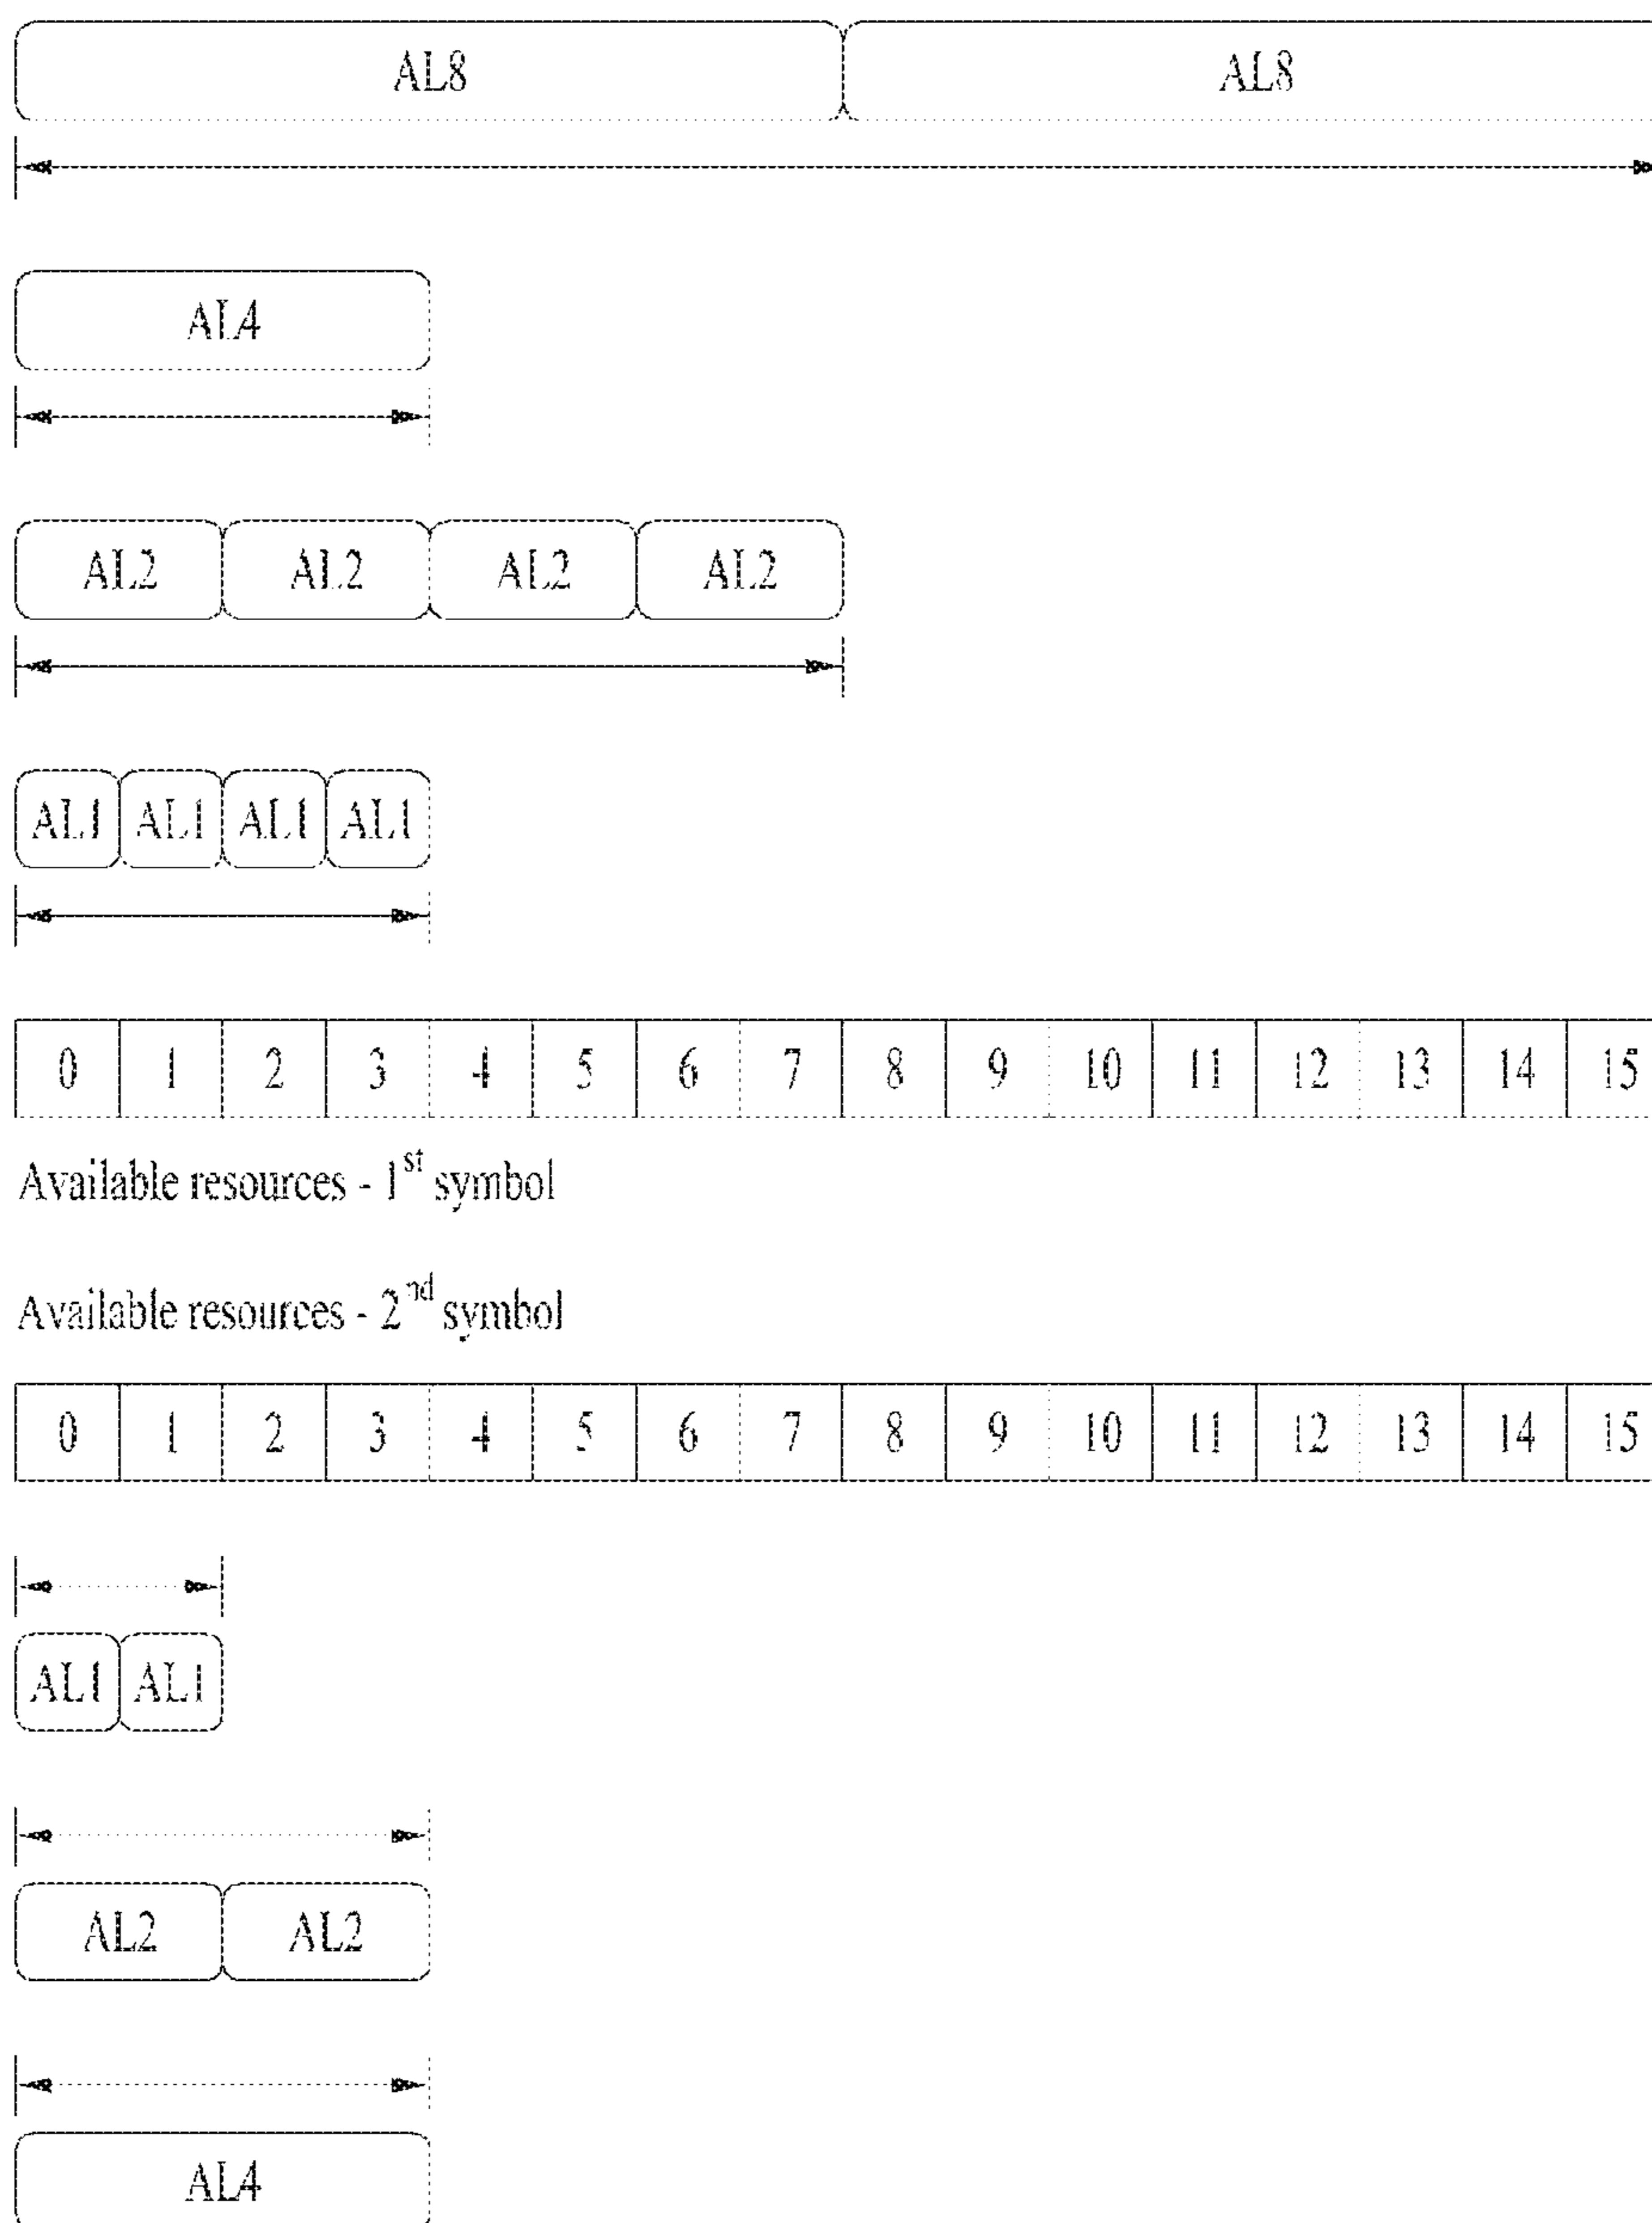 AL8 AL8
AL4
AL2 AL2 AL2 AL2
AL1 AL1 AL1 AL1
0 1 2 3 4 5 6 7 8 9 10 11 12 13 14 15
Available resources - 1st symbol
Available resources - 2nd symbol
0 1 2 3 4 5 6 7 8 9 10 11 12 13 14 15
AL1 AL1
AL2 AL2
AL4